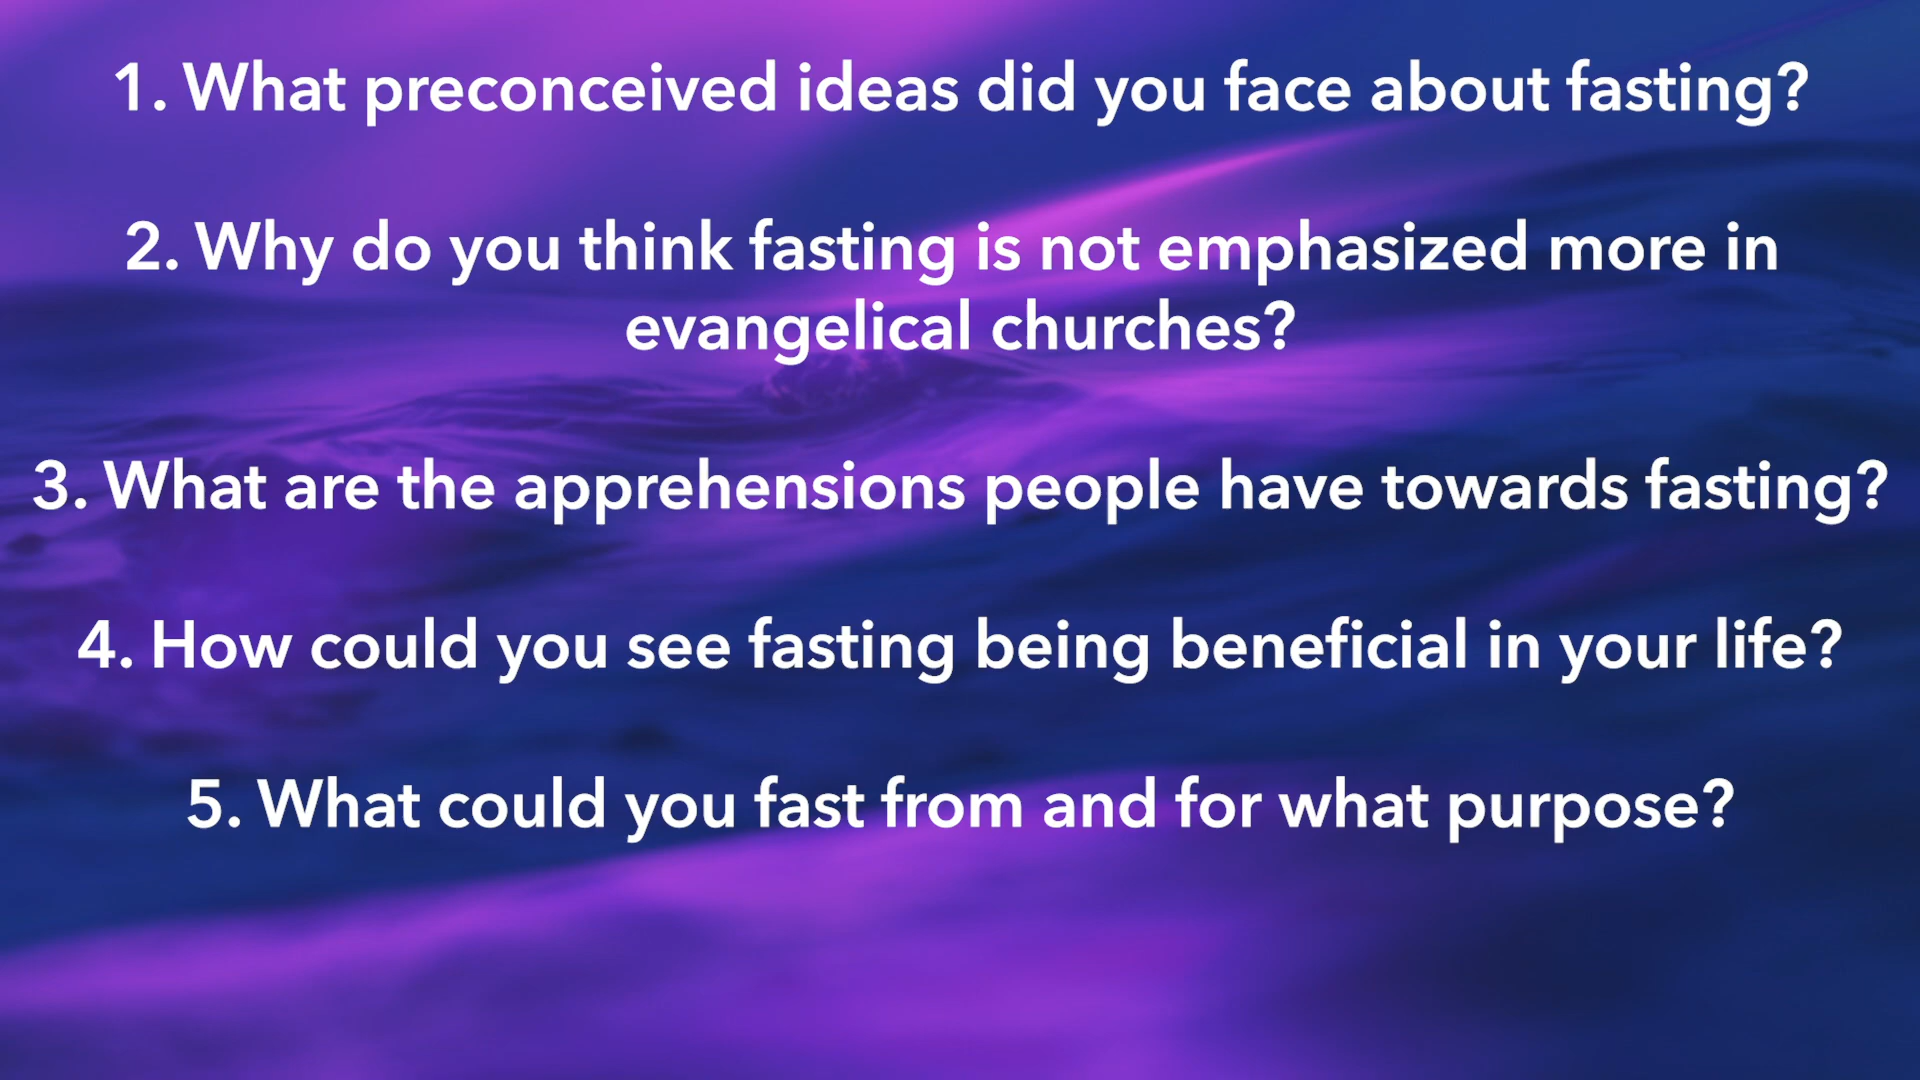 1. What preconceived ideas did you face about fasting?
2. Why do you think fasting is not emphasized more in
evangelical churches?
3. What are the apprehensions people have towards fasting?
4. How could you see fasting being beneficial in your life?
5. What could you fast from and for what purpose?